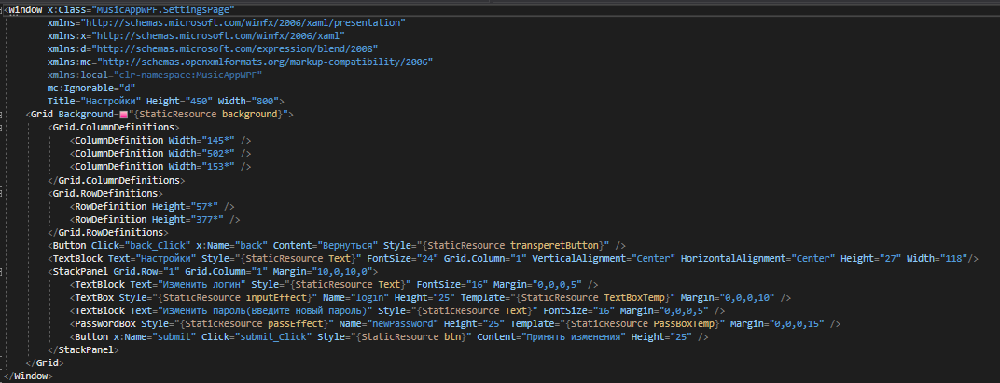 <Window x:Class="MusicAppWPF.SettingsPage"
        xmlns="http://schemas.microsoft.com/winfx/2006/xaml/presentation"
        xmlns:x="http://schemas.microsoft.com/winfx/2006/xaml"
        xmlns:d="http://schemas.microsoft.com/expression/blend/2008"
        xmlns:mc="http://schemas.openxmlformats.org/markup-compatibility/2006"
        xmlns:local="clr-namespace:MusicAppWPF"
        mc:Ignorable="d"
        Title="Настройки" Height="450" Width="800">
    <Grid Background="{StaticResource background}">
        <Grid.ColumnDefinitions>
            <ColumnDefinition Width="145*" />
            <ColumnDefinition Width="502*" />
            <ColumnDefinition Width="153*" />
        </Grid.ColumnDefinitions>
        <Grid.RowDefinitions>
            <RowDefinition Height="57*" />
            <RowDefinition Height="377*" />
        </Grid.RowDefinitions>
        <Button Click="back_Click" x:Name="back" Content="Вернуться" Style="{StaticResource transperetButton}" />
        <TextBlock Text="Настройки" Style="{StaticResource Text}" FontSize="24" Grid.Column="1" VerticalAlignment="Center" HorizontalAlignment="Center" Height="27" Width="118"/>
        <StackPanel Grid.Row="1" Grid.Column="1" Margin="10,0,10,0">
            <TextBlock Text="Изменить логин" Style="{StaticResource Text}" FontSize="16" Margin="0,0,0,5" />
            <TextBox Style="{StaticResource inputEffect}" Name="login" Height="25" Template="{StaticResource TextBoxTemp}" Margin="0,0,0,10" />
            <TextBlock Text="Изменить пароль(Введите новый пароль)" Style="{StaticResource Text}" FontSize="16" Margin="0,0,0,5" />
            <PasswordBox Style="{StaticResource passEffect}" Name="newPassword" Height="25" Template="{StaticResource PassBoxTemp}" Margin="0,0,0,15" />
            <Button x:Name="submit" Click="submit_Click" Style="{StaticResource btn}" Content="Принять изменения" Height="25" />
        </StackPanel>
    </Grid>
</Window>